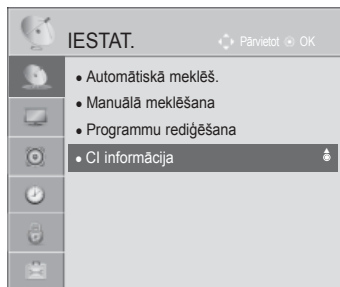 IESTAT.
Pārvietot OK
• Automātiskā meklēš.
• Manuālā meklēšana
• Programmu rediģēšana
• CI informācija